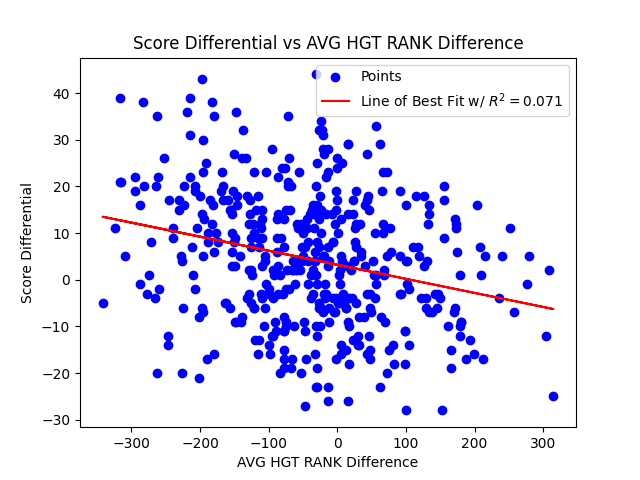 Score Differential vs AVG HGT RANK Difference
Points
Line of Best Fit w/ $R^2 = 0.071$
40
30
20
10
0
−10
−20
−30
Score Differential
−300 −200 −100 0 100 200 300
AVG HGT RANK Difference